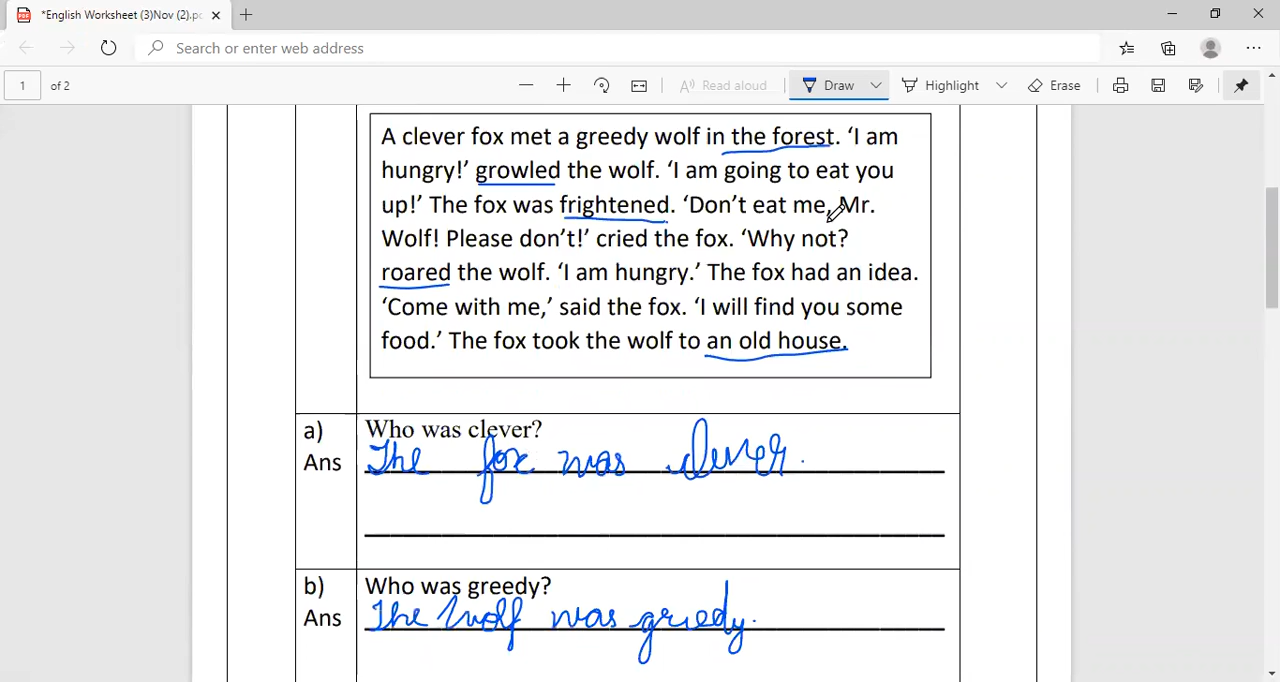 *English Worksheet (3)Nov (2).pc
Search or enter web address
1 of 2 Read aloud Draw Highlight Erase
A clever fox met a greedy wolf in the forest. ‘I am
hungry!’ growled the wolf. ‘I am going to eat you
up!’ The fox was frightened. ‘Don’t eat me, Mr.
Wolf! Please don’t!’ cried the fox. ‘Why not?
roared the wolf. ‘I am hungry.’ The fox had an idea.
‘Come with me,’ said the fox. ‘I will find you some
food.’ The fox took the wolf to an old house.
a) Who was clever?
Ans The fox was clever.
b) Who was greedy?
Ans The wolf was griedy.